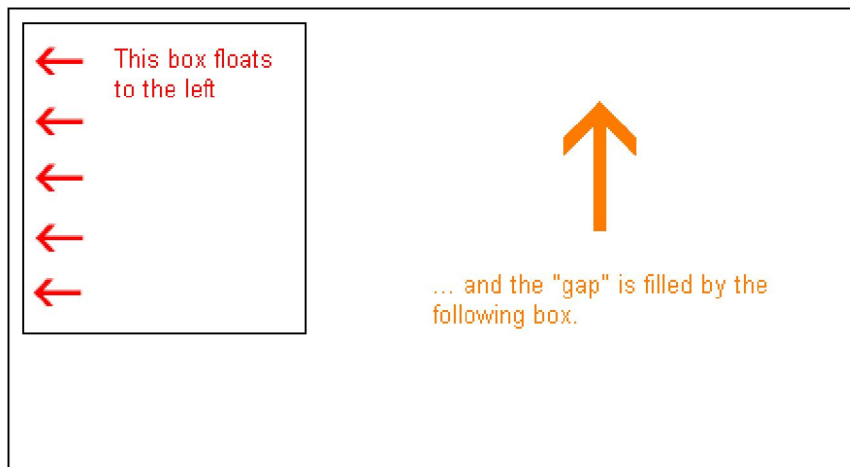 This box floats
to the left
... and the "gap" is filled by the
following box.